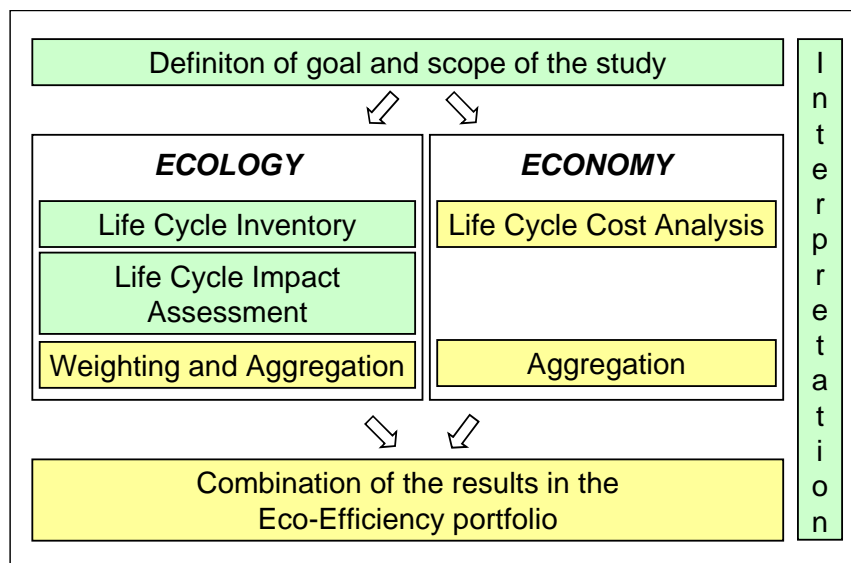 Definiton of goal and scope of the study
ECOLOGY
Life Cycle Inventory
Life Cycle Impact
Assessment
Weighting and Aggregation
ECONOMY
Life Cycle Cost Analysis
Aggregation
Combination of the results in the
Eco-Efficiency portfolio
Interpretation